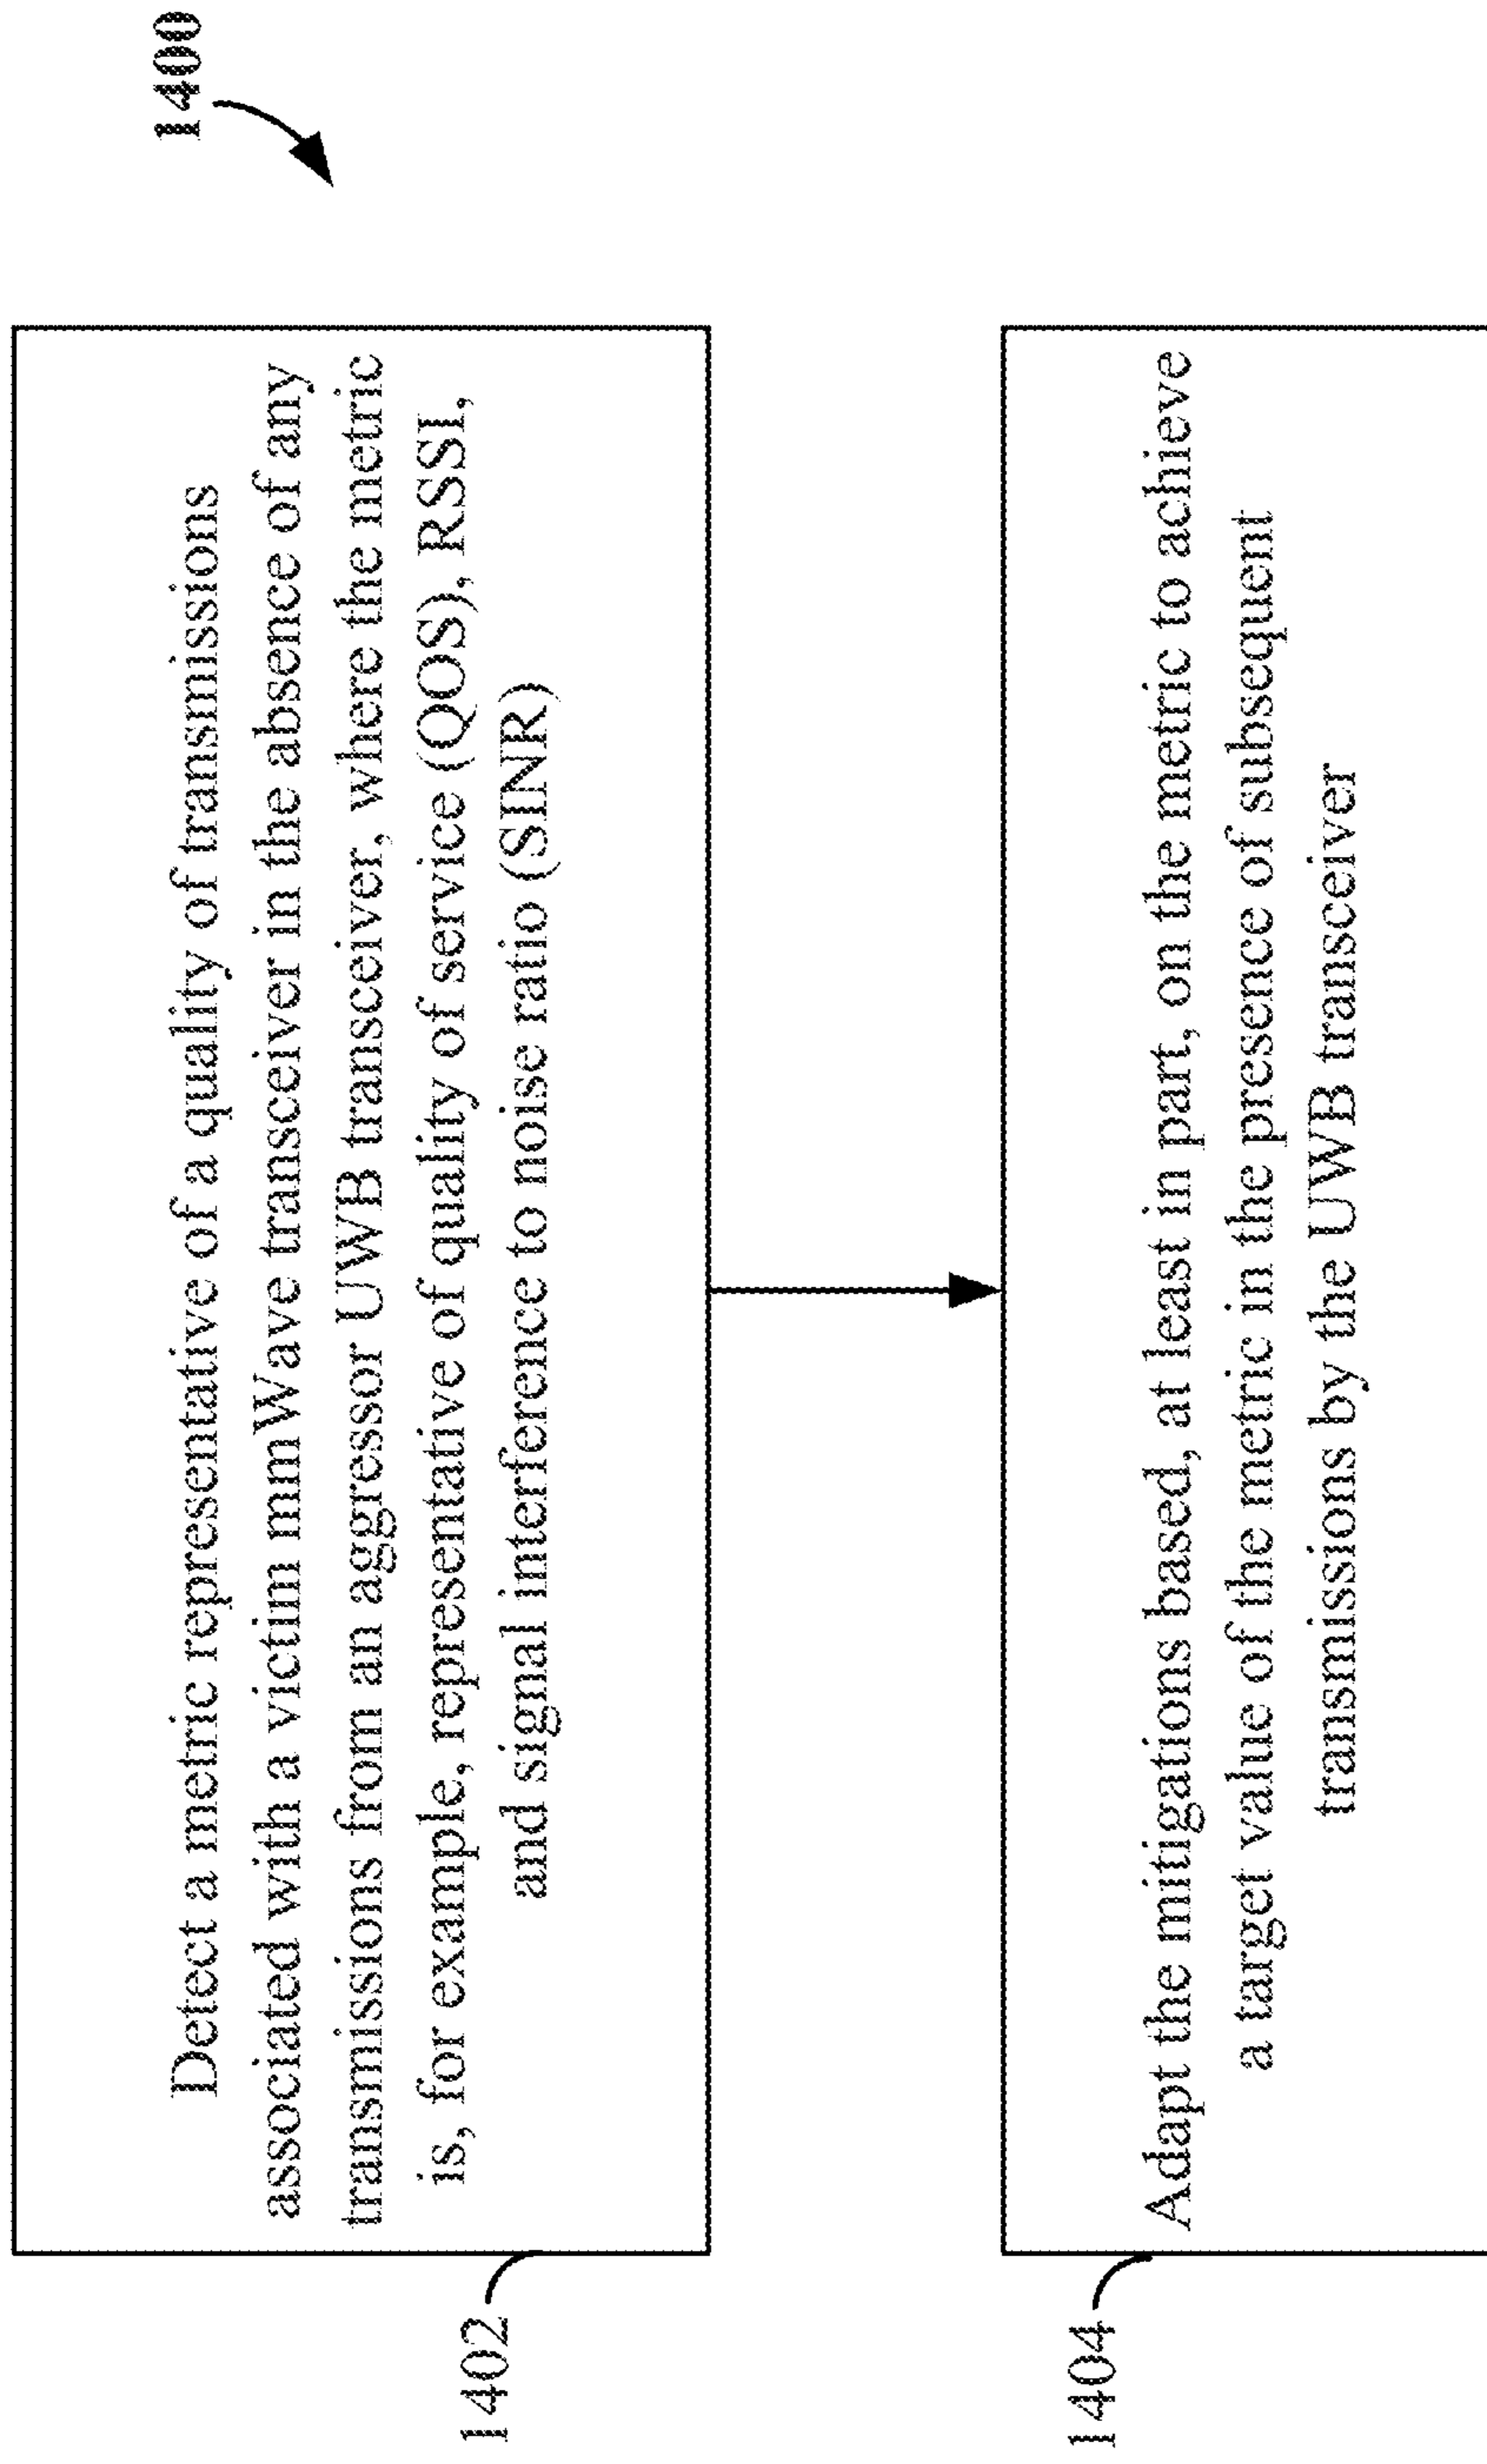 1400
Detect a metric representative of a quality of transmissions
associated with a victim mmWave transceiver in the absence of any
transmissions from an aggressor UWB transceiver, where the metric
is, for example, representative of quality of service (QOS), RSSI,
and signal interference to noise ratio (SINR)
1402
Adapt the mitigations based, at least in part, on the metric to achieve
a target value of the metric in the presence of subsequent
transmissions by the UWB transceiver
1404